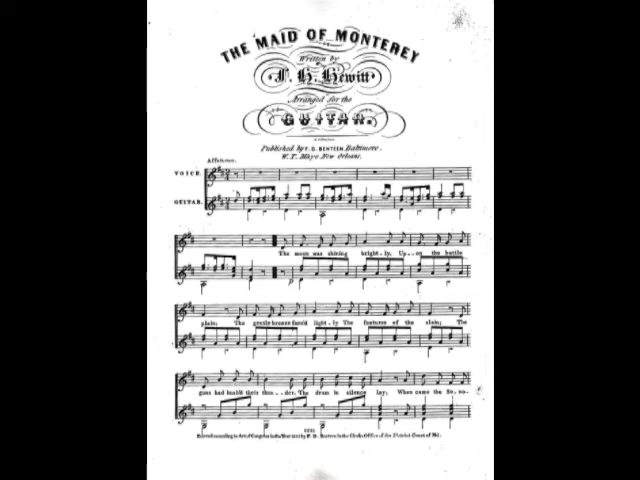 THE MAID OF MONTEREY
Written by
J. H. Hewitt
Arranged for the
GUITAR.
Published by F. D. BENTEEN, Baltimore.
W. T. Mayo New Orleans.
VOICE.
GUITAR.
The moon was shining bright-ly, Up--on the battle
plain; The gentle breeze fann'd light-ly The features of the slain; The
guns had hush'd their thun--der, The drum in silence lay, When came the